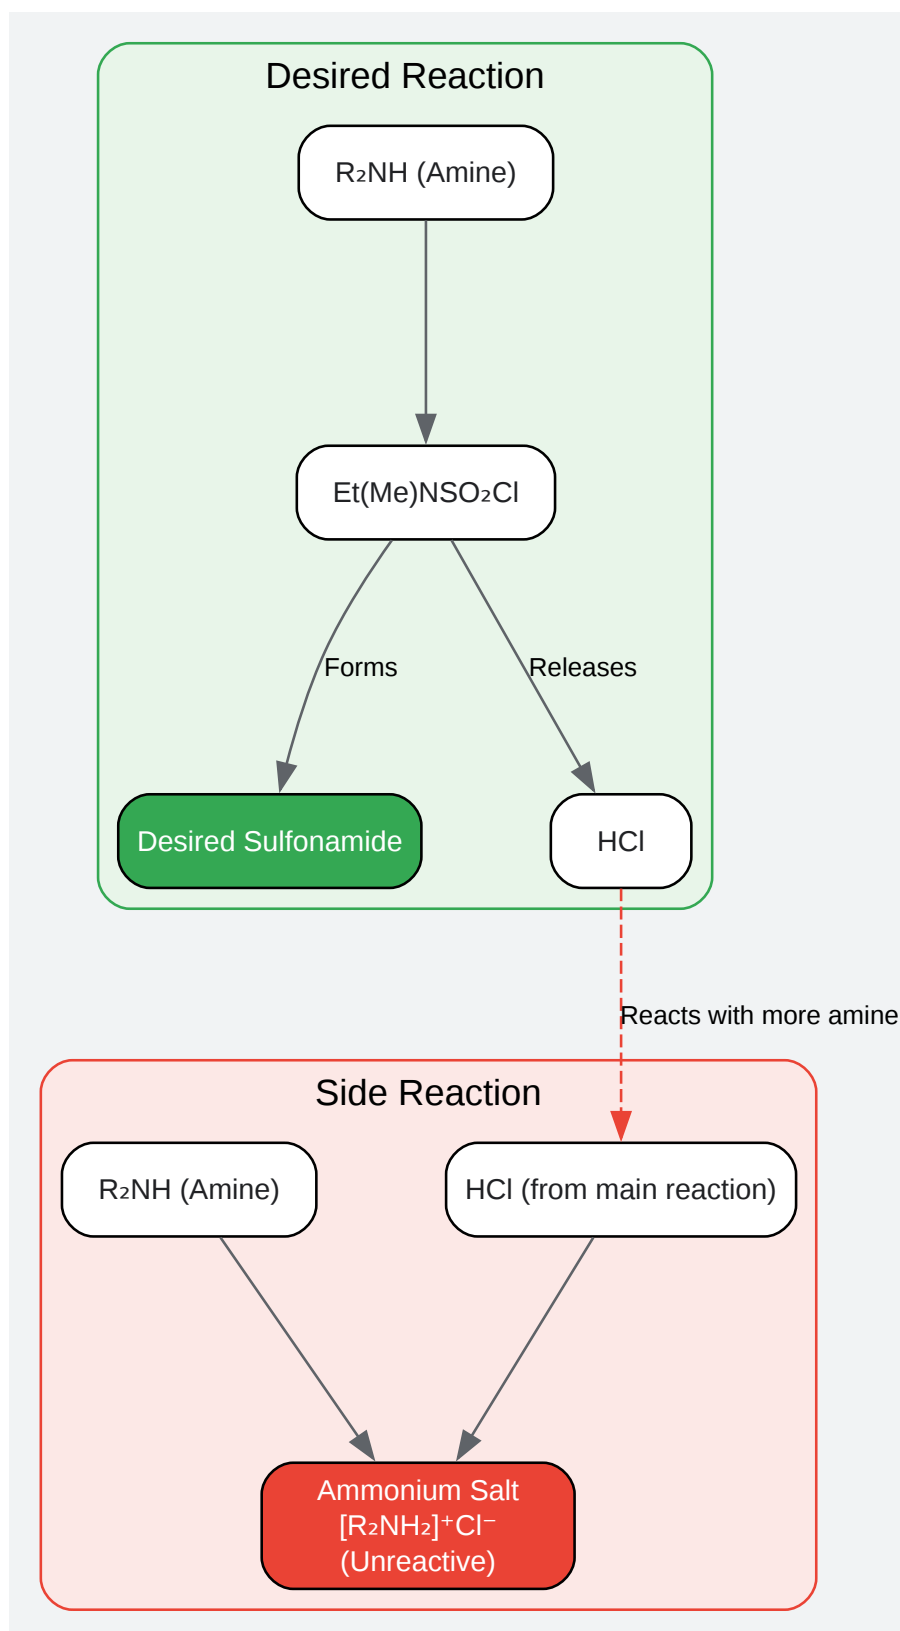 Desired Reaction
R₂NH (Amine)
Et(Me)NSO₂Cl
Forms
Releases
Desired Sulfonamide
HCl
Reacts with more amine
Side Reaction
R₂NH (Amine)
HCl (from main reaction)
Ammonium Salt
[R₂NH₂]⁺Cl⁻
(Unreactive)